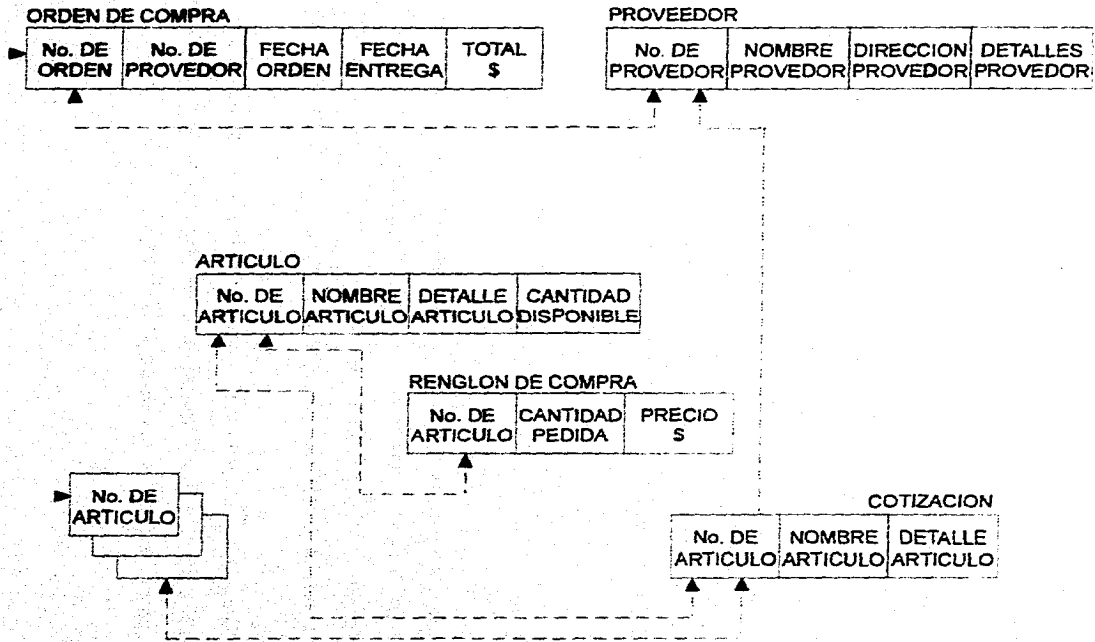 ORDEN DE COMPRA
No. DE ORDEN
No. DE PROVEDOR
FECHA ORDEN
FECHA ENTREGA
TOTAL $
PROVEEDOR
No. DE PROVEDOR
NOMBRE PROVEDOR
DIRECCION PROVEDOR
DETALLES PROVEDOR
ARTICULO
No. DE ARTICULO
NOMBRE ARTICULO
DETALLE ARTICULO
CANTIDAD DISPONIBLE
RENGLON DE COMPRA
No. DE ARTICULO
CANTIDAD PEDIDA
PRECIO $
No. DE ARTICULO
COTIZACION
No. DE ARTICULO
NOMBRE ARTICULO
DETALLE ARTICULO